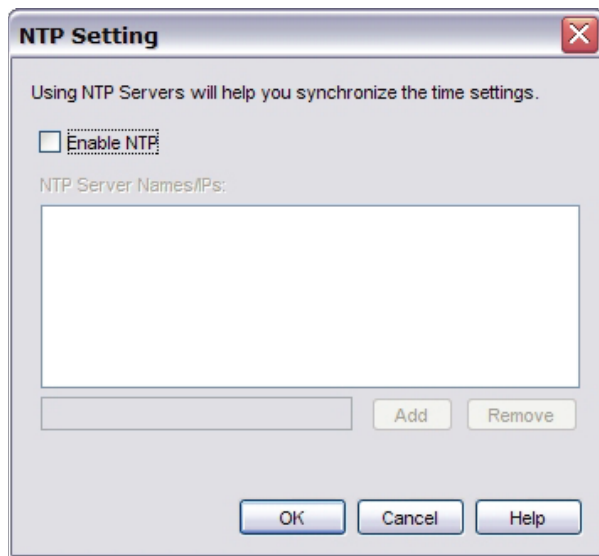 NTP Setting
Using NTP Servers will help you synchronize the time settings.
Enable NTP
NTP Server Names/IPs:
Add Remove
OK Cancel Help